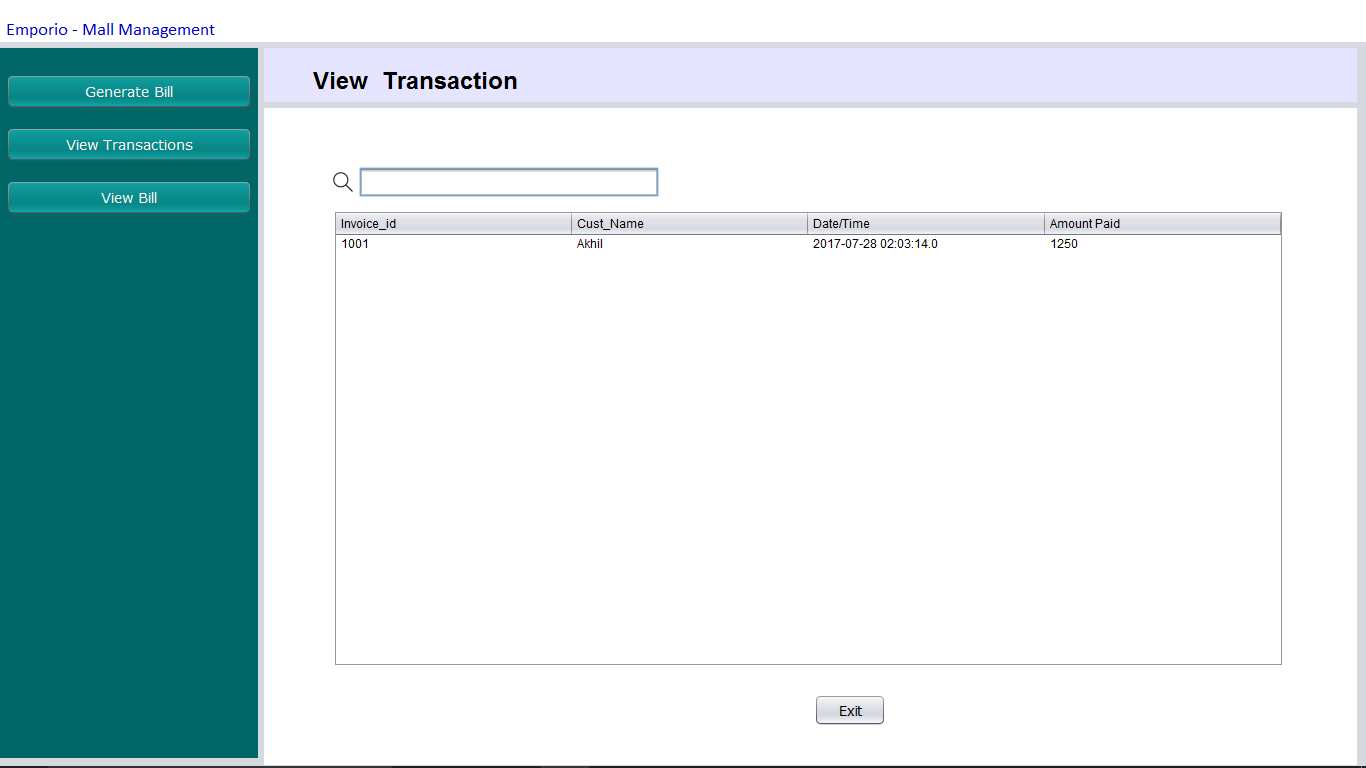 Emporio - Mall Management
Generate Bill
View Transactions
View Bill
View Transaction
Invoice_id Cust_Name Date/Time Amount Paid
1001 Akhil 2017-07-28 02:03:14.0 1250
Exit